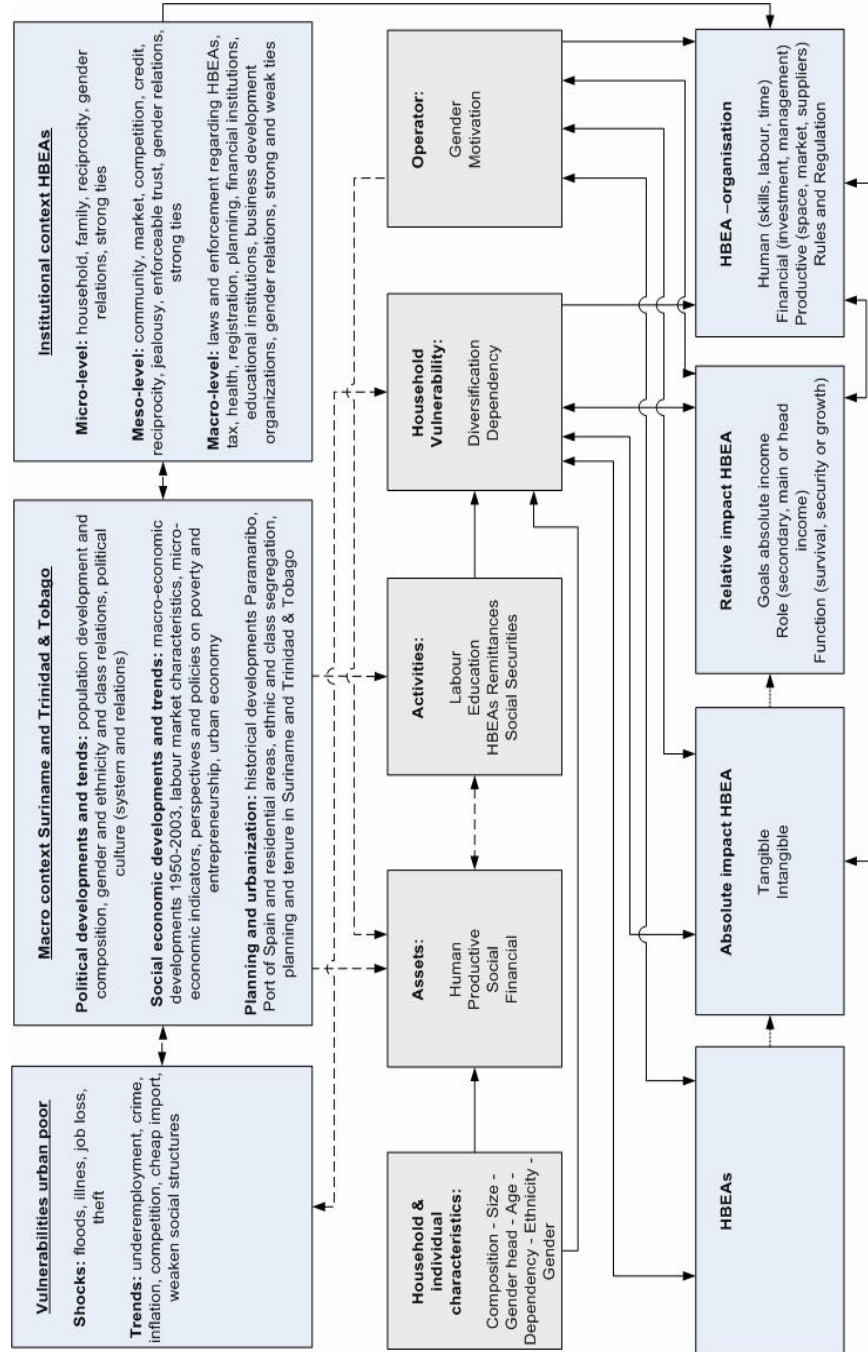 Vulnerabilities urban poor
Shocks: floods, illnes, job loss,
theft
Trends: underemployment, crime,
inflation, competition, cheap import,
weaken social structures
Macro context Suriname and Trinidad & Tobago
Political developments and tends: population development and
composition, gender and ethnicity and class relations, political
culture (system and relations)
Social economic developments and trends: macro-economic
developments 1950-2003, labour market characteristics, micro-
economic indicators, perspectives and policies on poverty and
entrepreneurship, urban economy
Planning and urbanization: historical developments Paramaribo,
Port of Spain and residential areas, ethnic and class segregation,
planning and tenure in Suriname and Trinidad & Tobago
Institutional context HBEAs
Micro-level: household, family, reciprocity, gender
relations, strong ties
Meso-level: community, market, competition, credit,
reciprocity, jealousy, enforceable trust, gender relations,
strong ties
Macro-level: laws and enforcement regarding HBEAs,
tax, health, registration, planning, financial institutions,
educational institutions, business development
organizations, gender relations, strong and weak ties
Household &
individual
characteristics:
Composition - Size -
Gender head - Age -
Dependency - Ethnicity -
Gender
Assets:
Human
Productive
Social
Financial
Activities:
Labour
Education
HBEAs Remittances
Social Securities
Household
Vulnerability:
Diversification
Dependency
Operator:
Gender
Motivation
HBEAs
Absolute impact HBEA
Tangible
Intangible
Relative impact HBEA
Goals absolute income
Role (secondary, main or head
income)
Function (survival, security or growth)
HBEA –organisation
Human (skills, labour, time)
Financial (investment, management)
Productive (space, market, suppliers)
Rules and Regulation